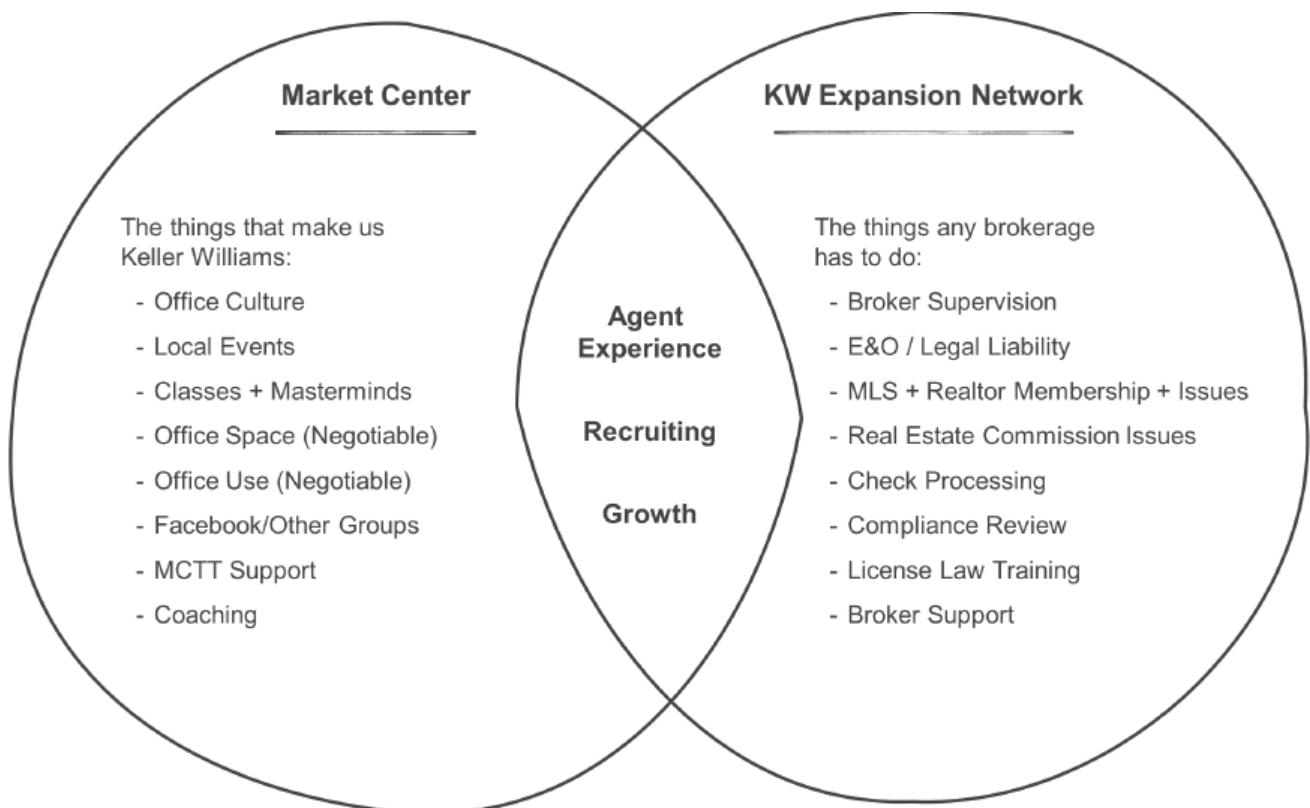 Market Center
The things that make us
Keller Williams:
- Office Culture
- Local Events
- Classes + Masterminds
- Office Space (Negotiable)
- Office Use (Negotiable)
- Facebook/Other Groups
- MCTT Support
- Coaching
Agent
Experience
Recruiting
Growth
KW Expansion Network
The things any brokerage
has to do:
- Broker Supervision
- E&O / Legal Liability
- MLS + Realtor Membership + Issues
- Real Estate Commission Issues
- Check Processing
- Compliance Review
- License Law Training
- Broker Support